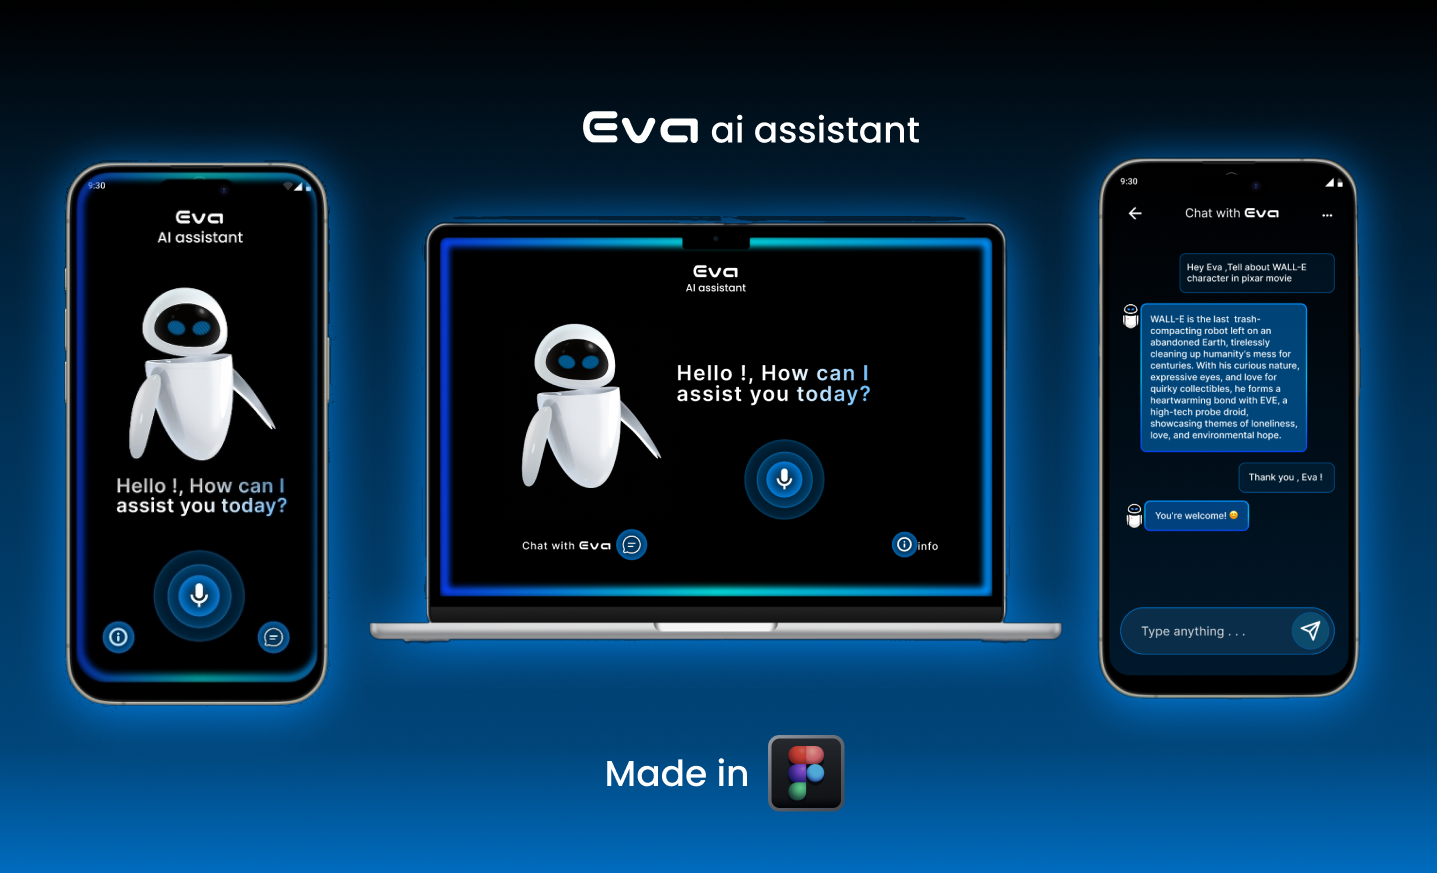 Eva ai assistant
9:30
Eva
AI assistant
Hello !, How can I
assist you today?
Eva
AI assistant
Hello !, How can I
assist you today?
Chat with Eva
info
9:30
Chat with Eva
...
Hey Eva ,Tell about WALL-E
character in pixar movie
WALL-E is the last trash-
compacting robot left on an
abandoned Earth, tirelessly
cleaning up humanity's mess for
centuries. With his curious nature,
expressive eyes, and love for
quirky collectibles, he forms a
heartwarming bond with EVE, a
high-tech probe droid,
showcasing themes of loneliness,
love, and environmental hope.
Thank you , Eva !
You're welcome! 😊
Type anything . . .
Made in